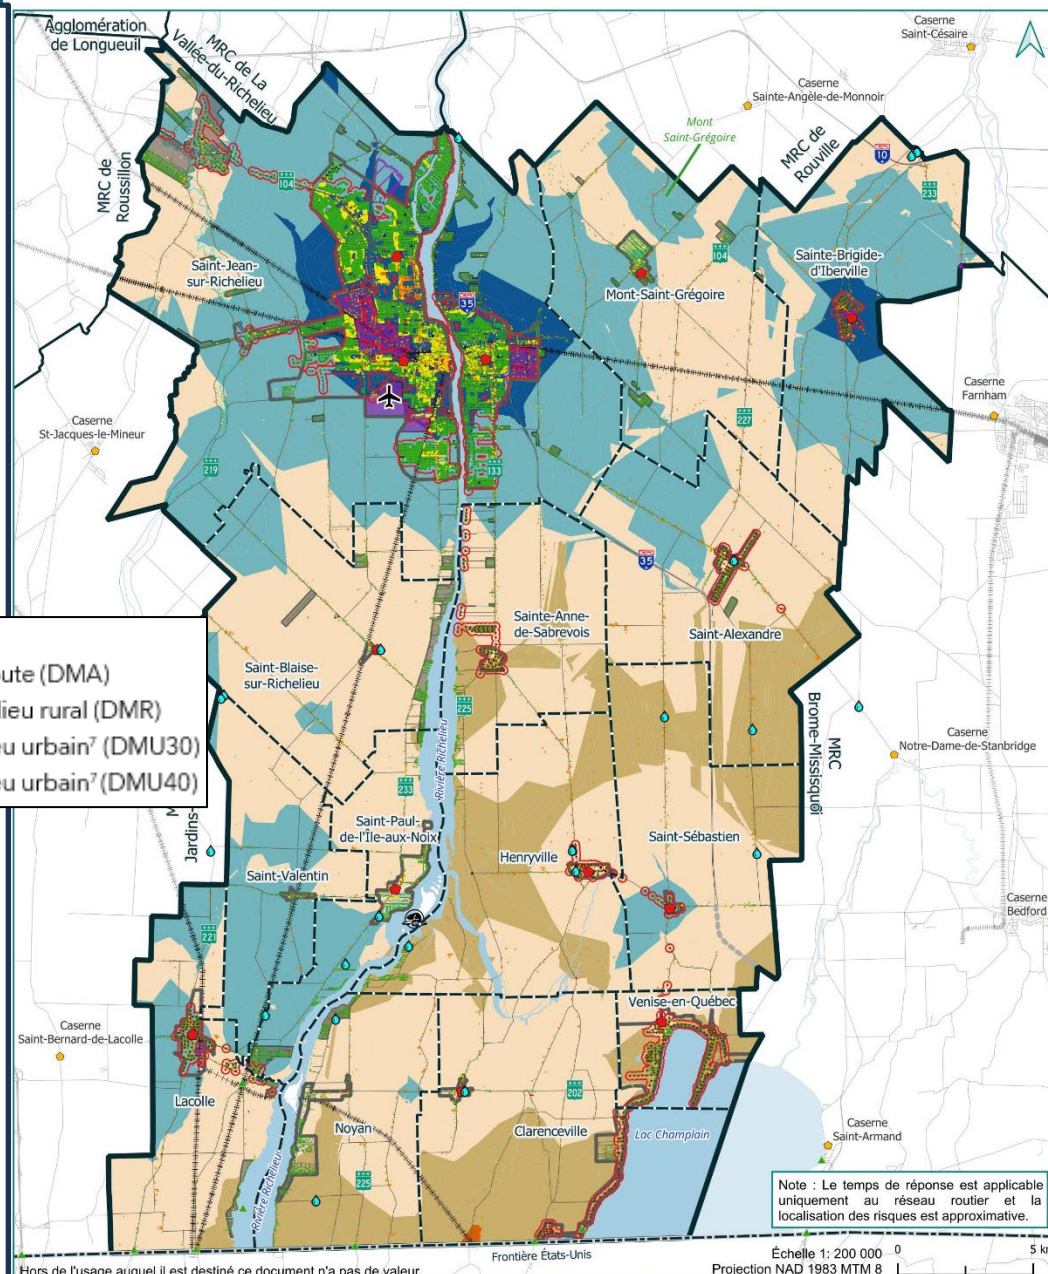 Agglomération
de Longueuil
MRC de La
Vallée-du-Richelieu
Caserne
Saint-Césaire
Caserne
Sainte-Angèle-de-Monnoir
Mont
Saint-Grégoire
MRC de
Rouville
10
233
MRC de
Roussillon
104
104
Saint-Jean-
sur-Richelieu
35
Mont-Saint-Grégoire
Sainte-Brigide-
d'Iberville
Caserne
Farnham
Caserne
St-Jacques-le-Mineur
227
219
133
35
Sainte-Anne-
de-Sabrevois
Saint-Alexandre
Saint-Blaise-
sur-Richelieu
oute (DMA)
lieu rural (DMR)
eu urbain⁷ (DMU30)
eu urbain⁷ (DMU40)
225
Rivière Richelieu
MRC
Brome-Missisquoi
Caserne
Notre-Dame-de-Stanbridge
233
Jardins-
Saint-Paul-
de-l'Île-aux-Noix
Henryville
Saint-Sébastien
Saint-Valentin
Caserne
Bedford
221
Venise-en-Québec
Caserne
Saint-Bernard-de-Lacolle
Lacolle
202
Noyan
Clarenceville
Lac Champlain
Caserne
Saint-Armand
225
Rivière Richelieu
Note : Le temps de réponse est applicable
uniquement au réseau routier et la
localisation des risques est approximative.
Frontière États-Unis
Échelle 1: 200 000
0
5 km
Projection NAD 1983 MTM 8
Hors de l'usage auquel il est destiné ce document n'a pas de valeur